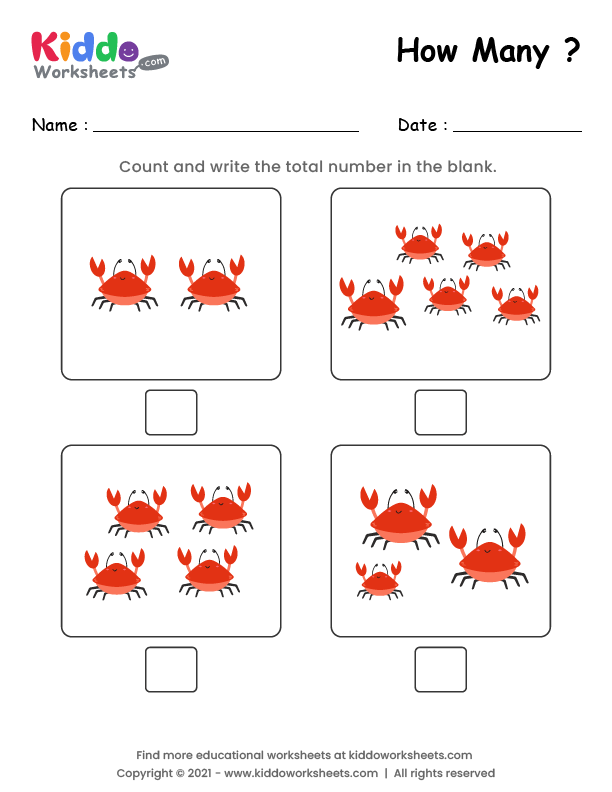 Kiddo
Worksheets.com
How Many ?
Name :
Date :
Count and write the total number in the blank.
Find more educational worksheets at kiddoworksheets.com
Copyright © 2021 - www.kiddoworksheets.com | All rights reserved